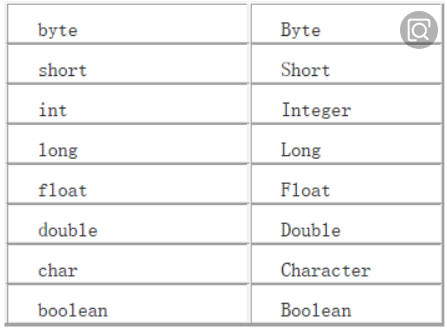 byte Byte
short Short
int Integer
long Long
float Float
double Double
char Character
boolean Boolean